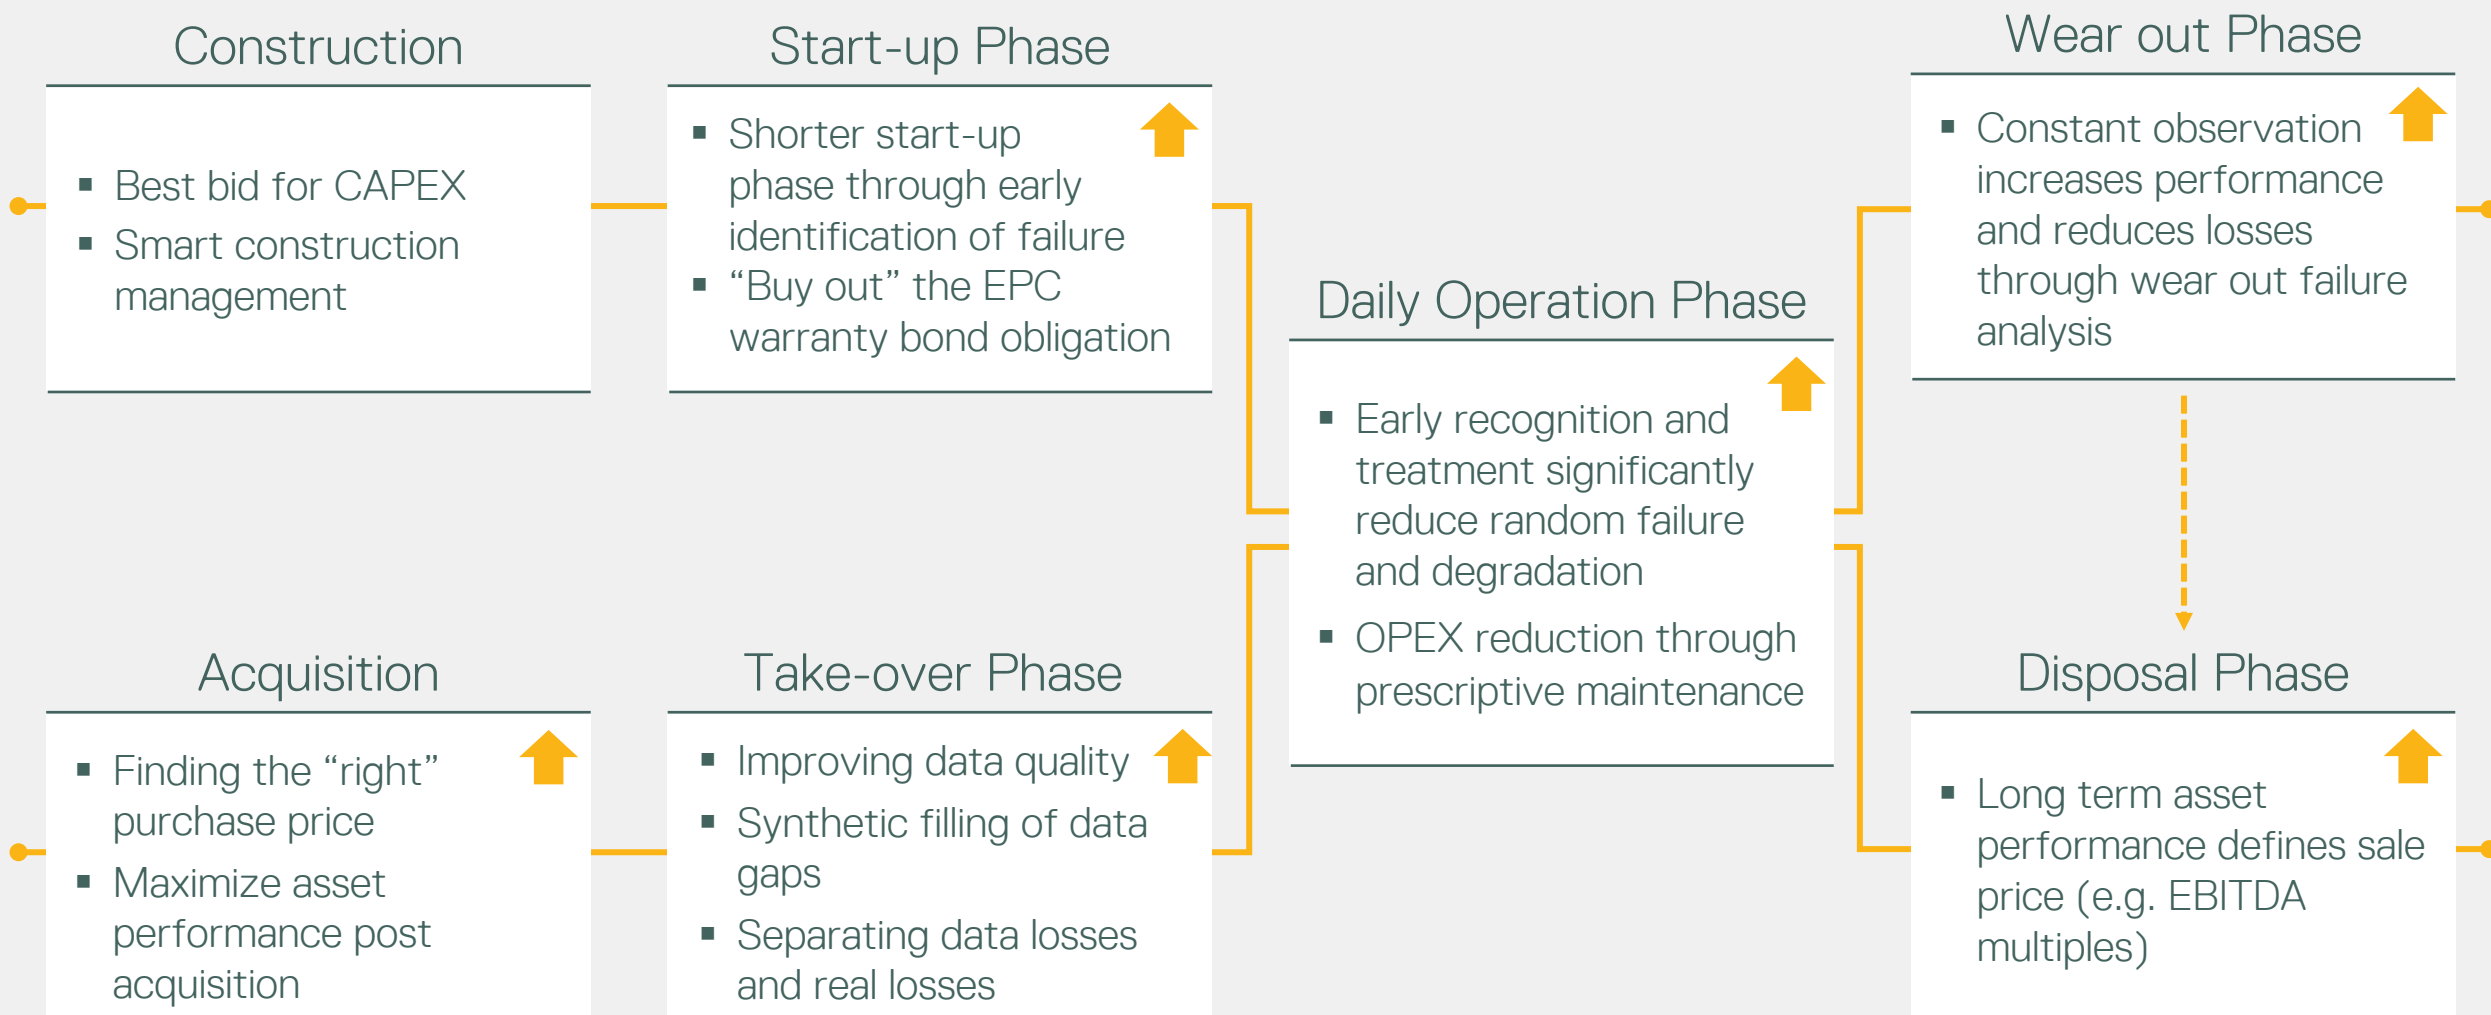 Construction
▪ Best bid for CAPEX
▪ Smart construction
management
Start-up Phase
▪ Shorter start-up
phase through early
identification of failure
▪ “Buy out” the EPC
warranty bond obligation
Acquisition
▪ Finding the “right”
purchase price
▪ Maximize asset
performance post
acquisition
Take-over Phase
▪ Improving data quality
▪ Synthetic filling of data
gaps
▪ Separating data losses
and real losses
Daily Operation Phase
▪ Early recognition and
treatment significantly
reduce random failure
and degradation
▪ OPEX reduction through
prescriptive maintenance
Wear out Phase
▪ Constant observation
increases performance
and reduces losses
through wear out failure
analysis
Disposal Phase
▪ Long term asset
performance defines sale
price (e.g. EBITDA
multiples)